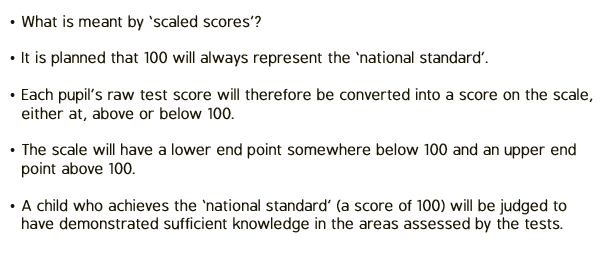 • What is meant by ‘scaled scores’?
• It is planned that 100 will always represent the ‘national standard’.
• Each pupil’s raw test score will therefore be converted into a score on the scale,
either at, above or below 100.
• The scale will have a lower end point somewhere below 100 and an upper end
point above 100.
• A child who achieves the ‘national standard’ (a score of 100) will be judged to
have demonstrated sufficient knowledge in the areas assessed by the tests.